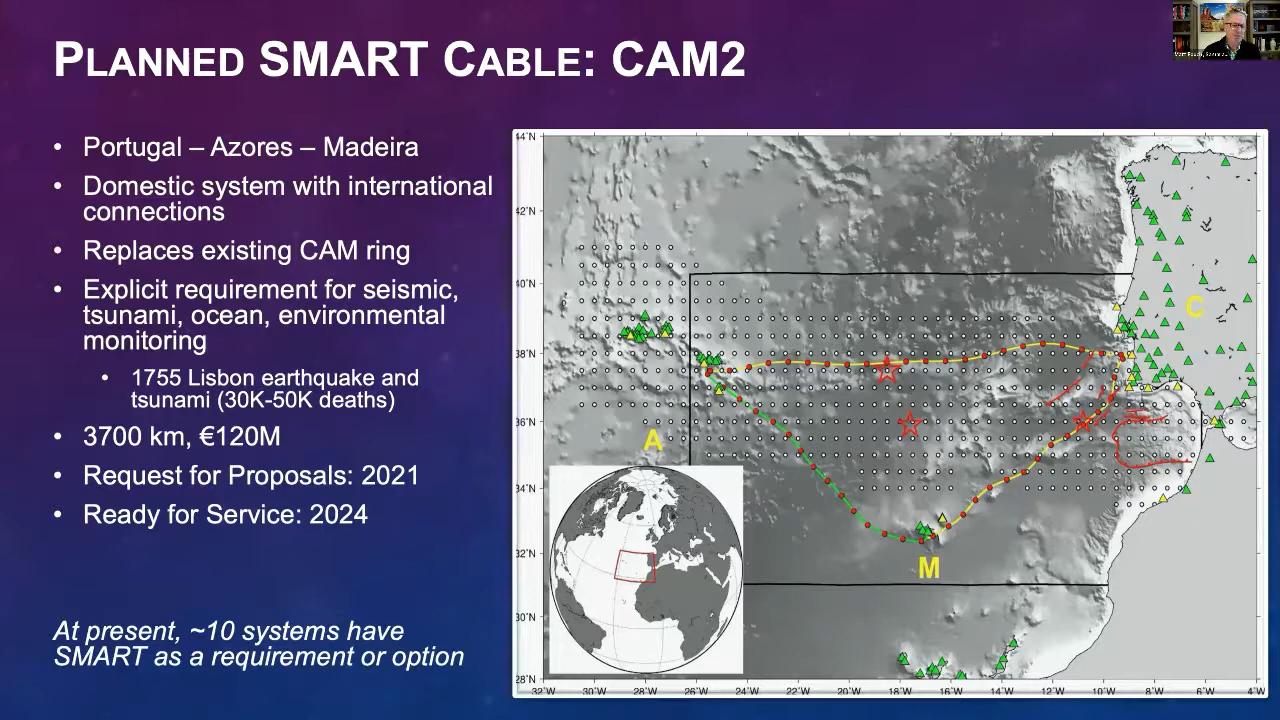 PLANNED SMART CABLE: CAM2
• Portugal – Azores – Madeira
• Domestic system with international
connections
• Replaces existing CAM ring
• Explicit requirement for seismic,
tsunami, ocean, environmental
monitoring
• 1755 Lisbon earthquake and
tsunami (30K-50K deaths)
• 3700 km, €120M
• Request for Proposals: 2021
• Ready for Service: 2024
At present, ~10 systems have
SMART as a requirement or option
44˚N
42˚N
40˚N
38˚N
36˚N
34˚N
32˚N
30˚N
28˚N
32˚W 30˚W 28˚W 26˚W 24˚W 22˚W 20˚W 18˚W 16˚W 14˚W 12˚W 10˚W 8˚W 6˚W 4˚W
C
A
M